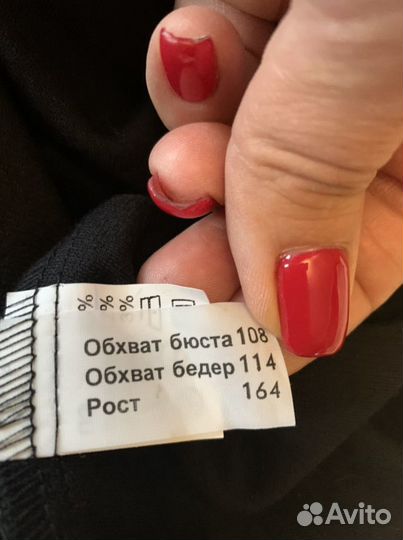 % % %
Обхват бюста 108
Обхват бедер 114
Рост 164
Avito